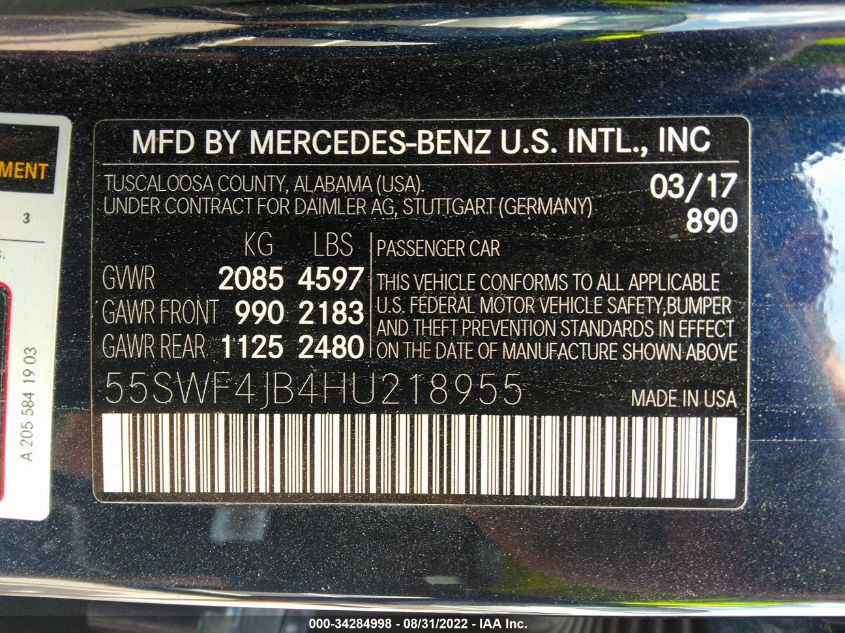 MENT
3
3.
A 205 584 19 03
MFD BY MERCEDES-BENZ U.S. INTL., INC
TUSCALOOSA COUNTY, ALABAMA (USA). 03/17
UNDER CONTRACT FOR DAIMLER AG, STUTTGART (GERMANY) 890
KG LBS
GVWR 2085 4597
GAWR FRONT 990 2183
GAWR REAR 1125 2480
PASSENGER CAR
THIS VEHICLE CONFORMS TO ALL APPLICABLE
U.S. FEDERAL MOTOR VEHICLE SAFETY,BUMPER
AND THEFT PREVENTION STANDARDS IN EFFECT
ON THE DATE OF MANUFACTURE SHOWN ABOVE
55SWF4JB4HU218955 MADE IN USA
000-34284998 - 08/31/2022 - IAA Inc.